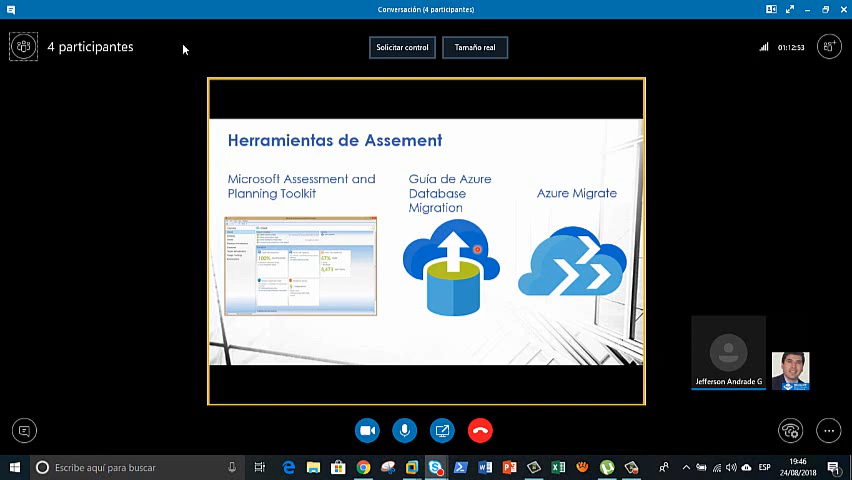 Conversación (4 participantes)
4 participantes
Solicitar control
Tamaño real
01:12:53
Herramientas de Assement
Microsoft Assessment and
Planning Toolkit
Guía de Azure
Database
Migration
Azure Migrate
100%
47%
Jefferson Andrade G
Escribe aquí para buscar
ESP
19:46
24/08/2018